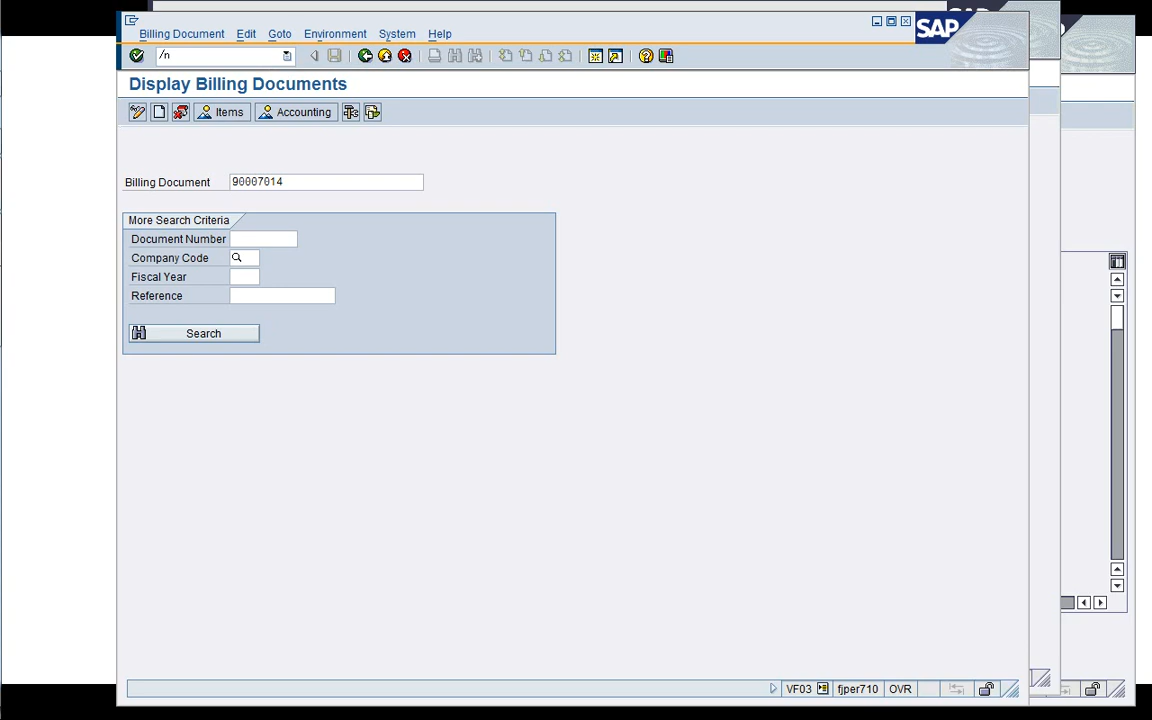 SAP
Billing Document Edit Goto Environment System Help
SAP
/n
Display Billing Documents
Items Accounting
Billing Document 90007014
More Search Criteria
Document Number
Company Code
Fiscal Year
Reference
Search
VF03 fjper710 OVR